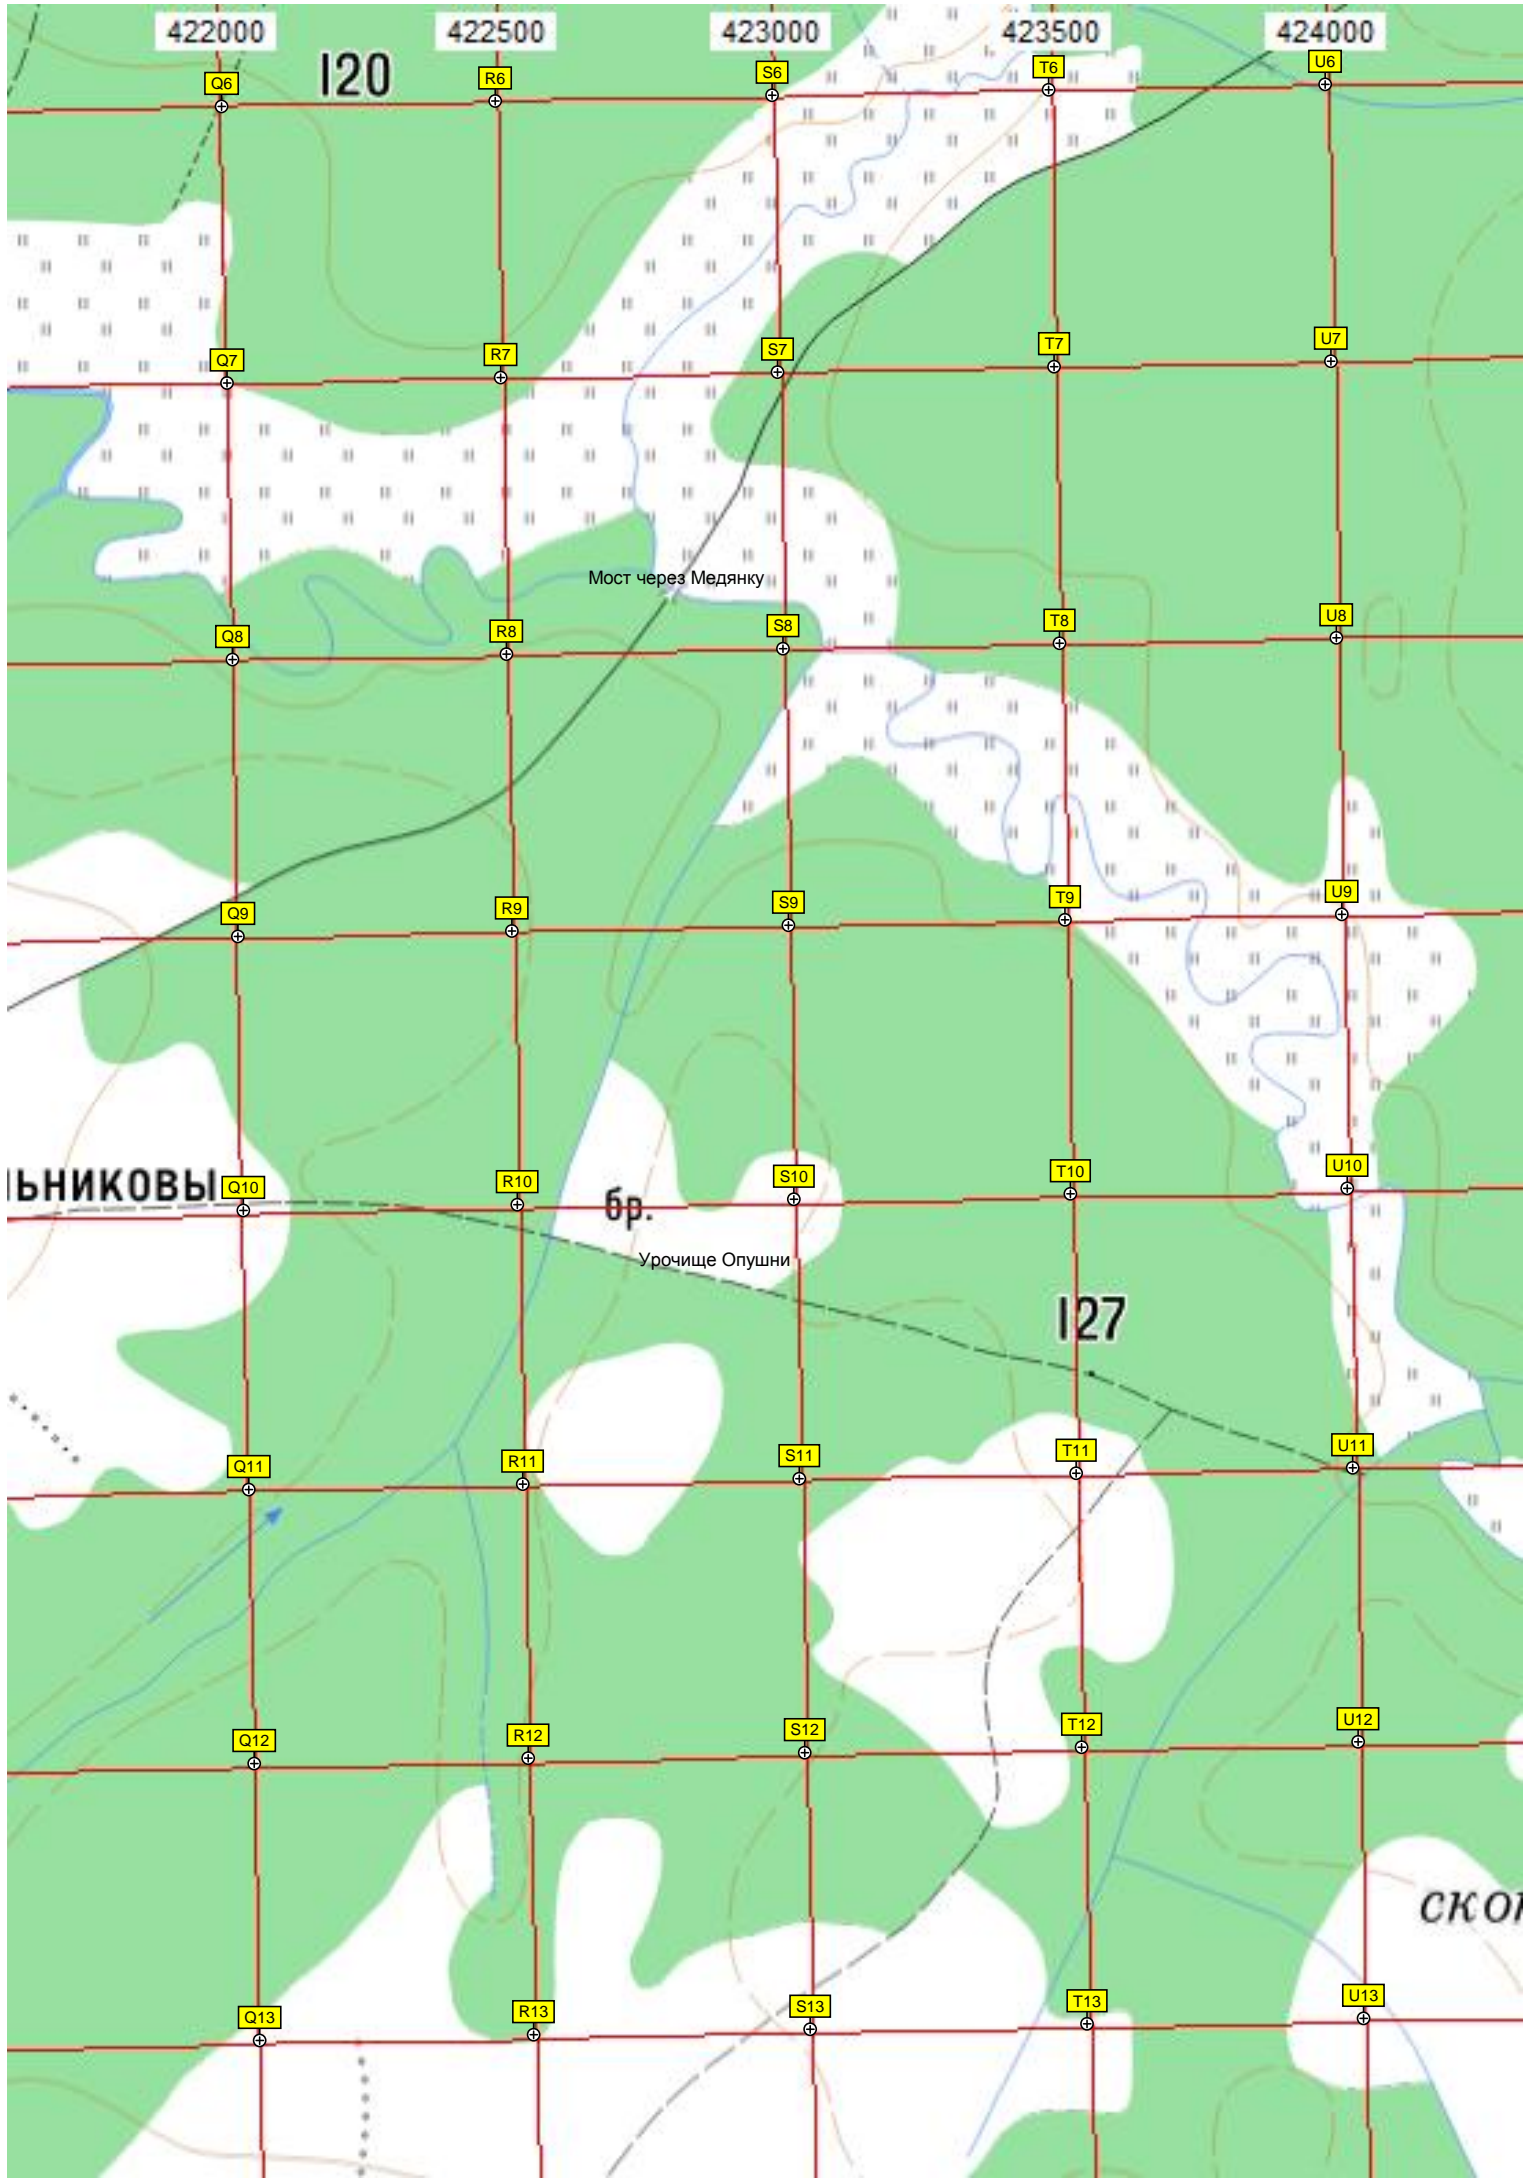 422000 422500 423000 423500 424000
120
Q6 R6 S6 T6 U6
Q7 R7 S7 T7 U7
Мост через Медянку
Q8 R8 S8 T8 U8
Q9 R9 S9 T9 U9
ЬНИКОВЫ
Q10 R10 S10 T10 U10
бр.
Урочище Опушни
127
Q11 R11 S11 T11 U11
Q12 R12 S12 T12 U12
ско
Q13 R13 S13 T13 U13